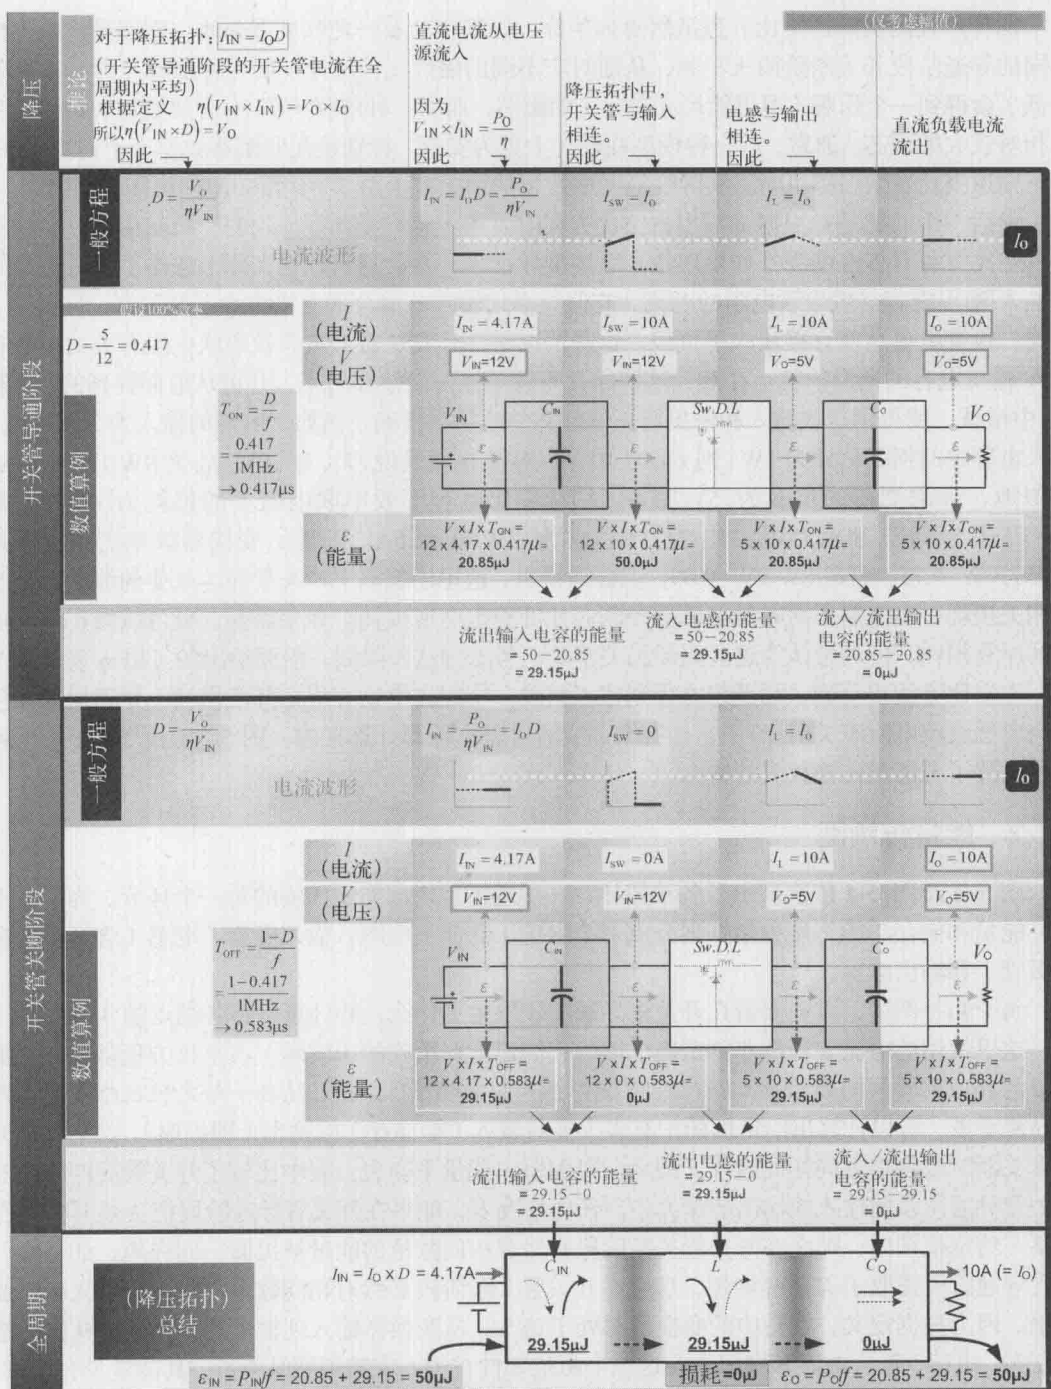 (仅考虑幅值)
降压
推论
对于降压拓扑：I_IN = I_O D
(开关管导通阶段的开关管电流在全
周期内平均)
根据定义 η(V_IN × I_IN) = V_O × I_O
所以η(V_IN × D) = V_O
因此
直流电流从电压
源流入
因为
V_IN × I_IN = P_O/η
因此
降压拓扑中，
开关管与输入
相连。
因此
电感与输出
相连。
因此
直流负载电流
流出
开关管导通阶段
一般方程
D = V_O/ηV_IN
I_IN = I_O D = P_O/ηV_IN
I_SW = I_O
I_L = I_O
电流波形
I_O
数值算例
假设100%效率
D = 5/12 = 0.417
T_ON = D/f
= 0.417/1MHz
→ 0.417μs
I
(电流)
I_IN = 4.17A
I_SW = 10A
I_L = 10A
I_O = 10A
V
(电压)
V_IN=12V
V_IN=12V
V_O=5V
V_O=5V
V_IN
C_IN
Sw.D.L
C_O
V_O
ε
ε
ε
ε
ε
(能量)
V x I x T_ON =
12 x 4.17 x 0.417μ=
20.85μJ
V x I x T_ON =
12 x 10 x 0.417μ=
50.0μJ
V x I x T_ON =
5 x 10 x 0.417μ=
20.85μJ
V x I x T_ON =
5 x 10 x 0.417μ=
20.85μJ
流出输入电容的能量
= 50－20.85
= 29.15μJ
流入电感的能量
= 50－20.85
= 29.15μJ
流入/流出输出
电容的能量
= 20.85－20.85
= 0μJ
开关管关断阶段
一般方程
D = V_O/ηV_IN
I_IN = P_O/ηV_IN = I_O D
I_SW = 0
I_L = I_O
电流波形
I_O
数值算例
T_OFF = 1－D/f
= 1－0.417/1MHz
→ 0.583μs
I
(电流)
I_IN = 4.17A
I_SW = 0A
I_L = 10A
I_O = 10A
V
(电压)
V_IN=12V
V_IN=12V
V_O=5V
V_O=5V
V_IN
C_IN
Sw.D.L
C_O
V_O
ε
ε
ε
ε
ε
(能量)
V x I x T_OFF =
12 x 4.17 x 0.583μ=
29.15μJ
V x I x T_OFF =
12 x 0 x 0.583μ=
0μJ
V x I x T_OFF =
5 x 10 x 0.583μ=
29.15μJ
V x I x T_OFF =
5 x 10 x 0.583μ=
29.15μJ
流出输入电容的能量
= 29.15－0
= 29.15μJ
流出电感的能量
= 29.15-0
= 29.15μJ
流入/流出输出
电容的能量
= 29.15－29.15
= 0μJ
全周期
(降压拓扑)
总结
I_IN = I_O x D = 4.17A
C_IN
L
C_O
10A (= I_O)
29.15μJ
29.15μJ
0μJ
ε_IN = P_IN/f = 20.85 + 29.15 = 50μJ
损耗=0μJ
ε_O = P_O/f = 20.85 + 29.15 = 50μJ